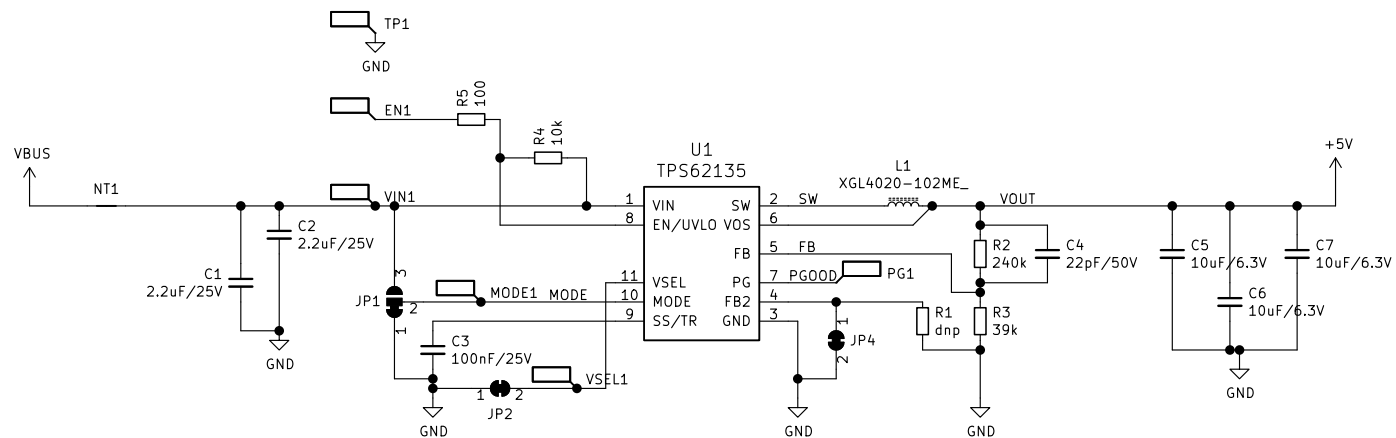 TP1
GND
EN1
R5
100
R4
10k
VBUS
NT1
VIN1
U1
TPS62135
L1
XGL4020-102ME_
+5V
1
VIN
SW
2
SW
VOUT
8
EN/UVLO
VOS
6
FB
5
FB
11
VSEL
PG
7
PGOOD
PG1
10
MODE
FB2
4
9
SS/TR
GND
3
C2
2.2uF/25V
C1
2.2uF/25V
GND
3
JP1
2
1
MODE1
MODE
C3
100nF/25V
1
2
JP2
VSEL1
GND
1
JP4
2
GND
R1
dnp
R2
240k
C4
22pF/50V
R3
39k
GND
C5
10uF/6.3V
C6
10uF/6.3V
C7
10uF/6.3V
GND